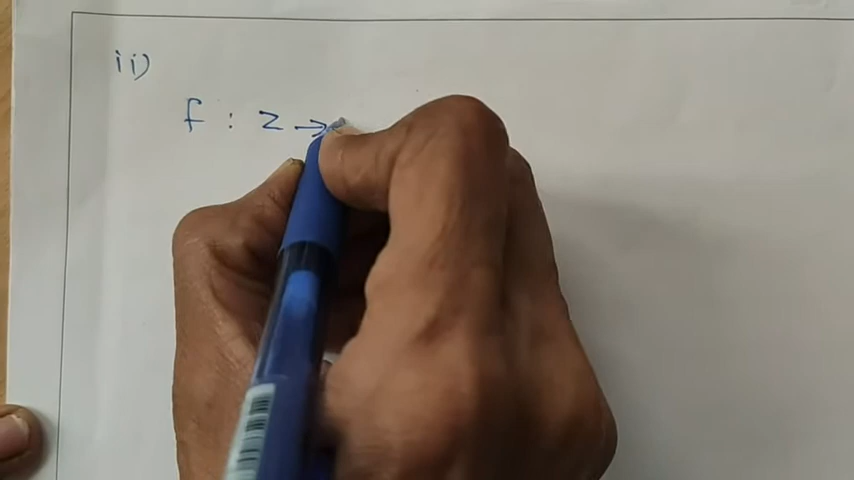 ii)
f : z →